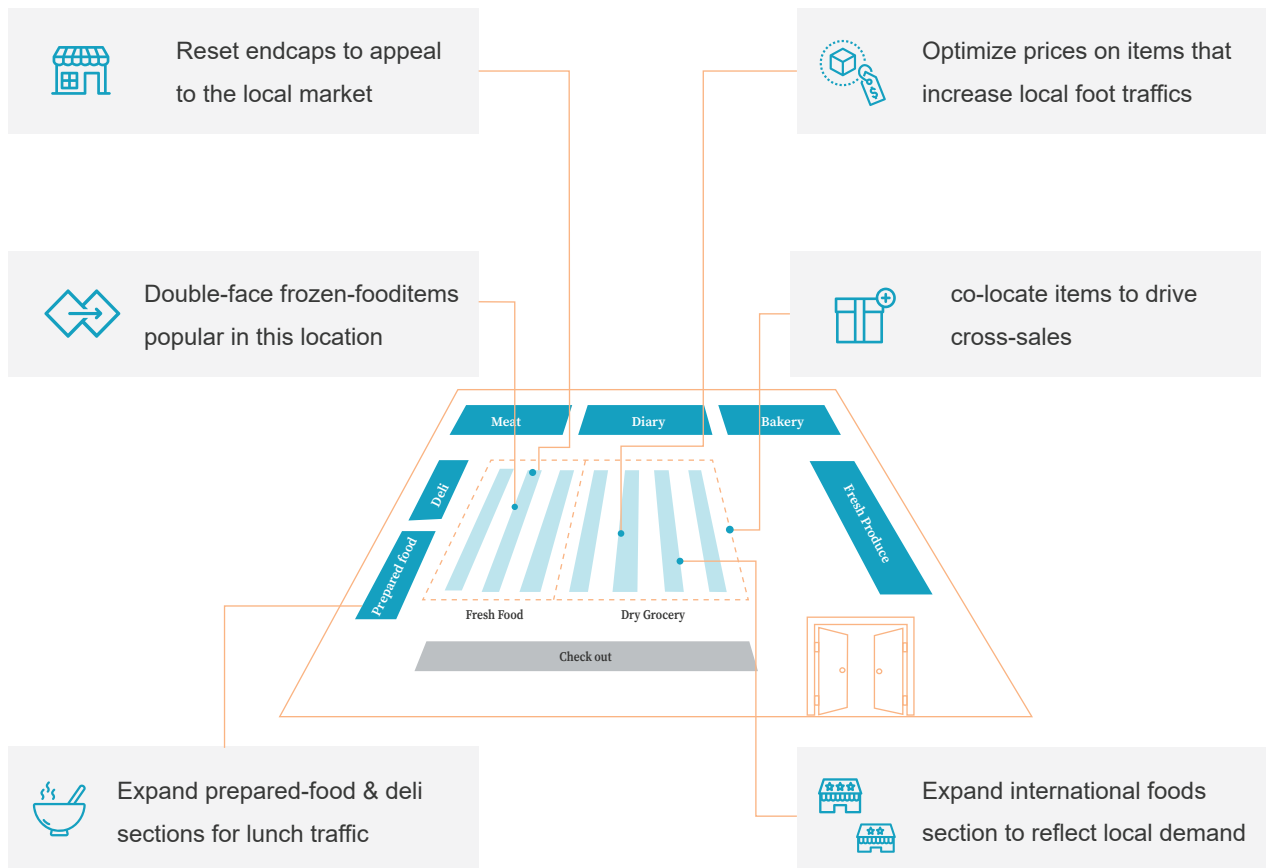 Reset endcaps to appeal
to the local market
Optimize prices on items that
increase local foot traffics
Double-face frozen-fooditems
popular in this location
co-locate items to drive
cross-sales
Meat
Diary
Bakery
Deli
Fresh Produce
Prepared food
Fresh Food
Dry Grocery
Check out
Expand prepared-food & deli
sections for lunch traffic
Expand international foods
section to reflect local demand